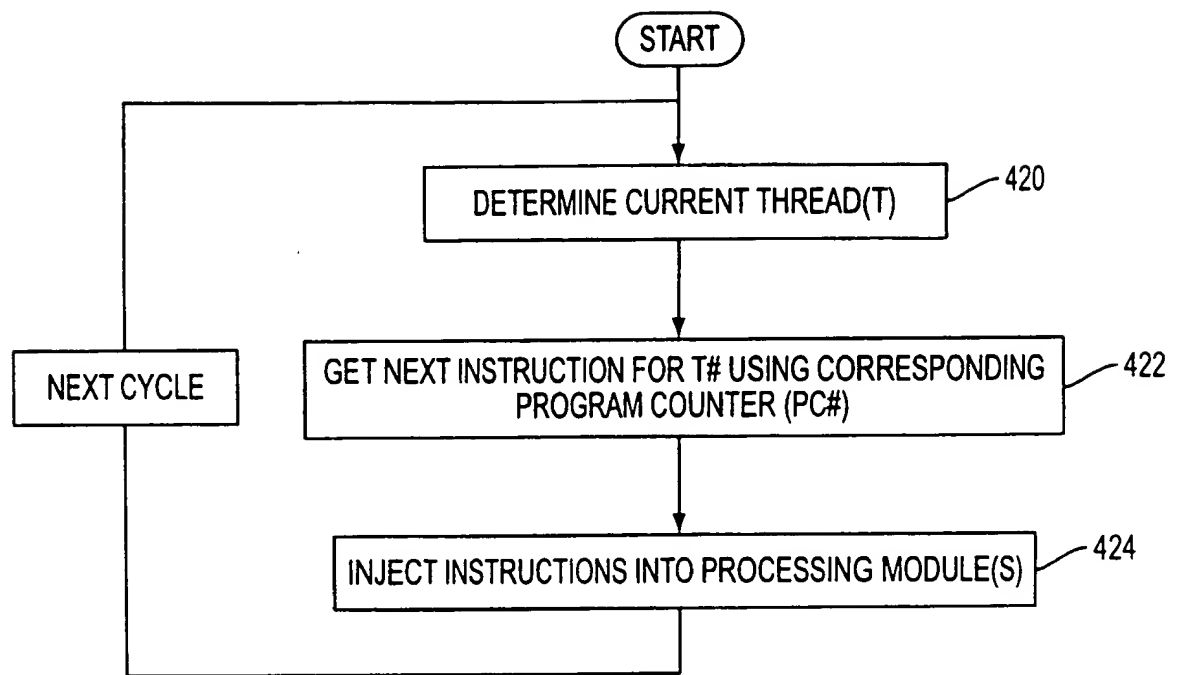 START
DETERMINE CURRENT THREAD(T)
420
NEXT CYCLE
GET NEXT INSTRUCTION FOR T# USING CORRESPONDING
PROGRAM COUNTER (PC#)
422
INJECT INSTRUCTIONS INTO PROCESSING MODULE(S)
424